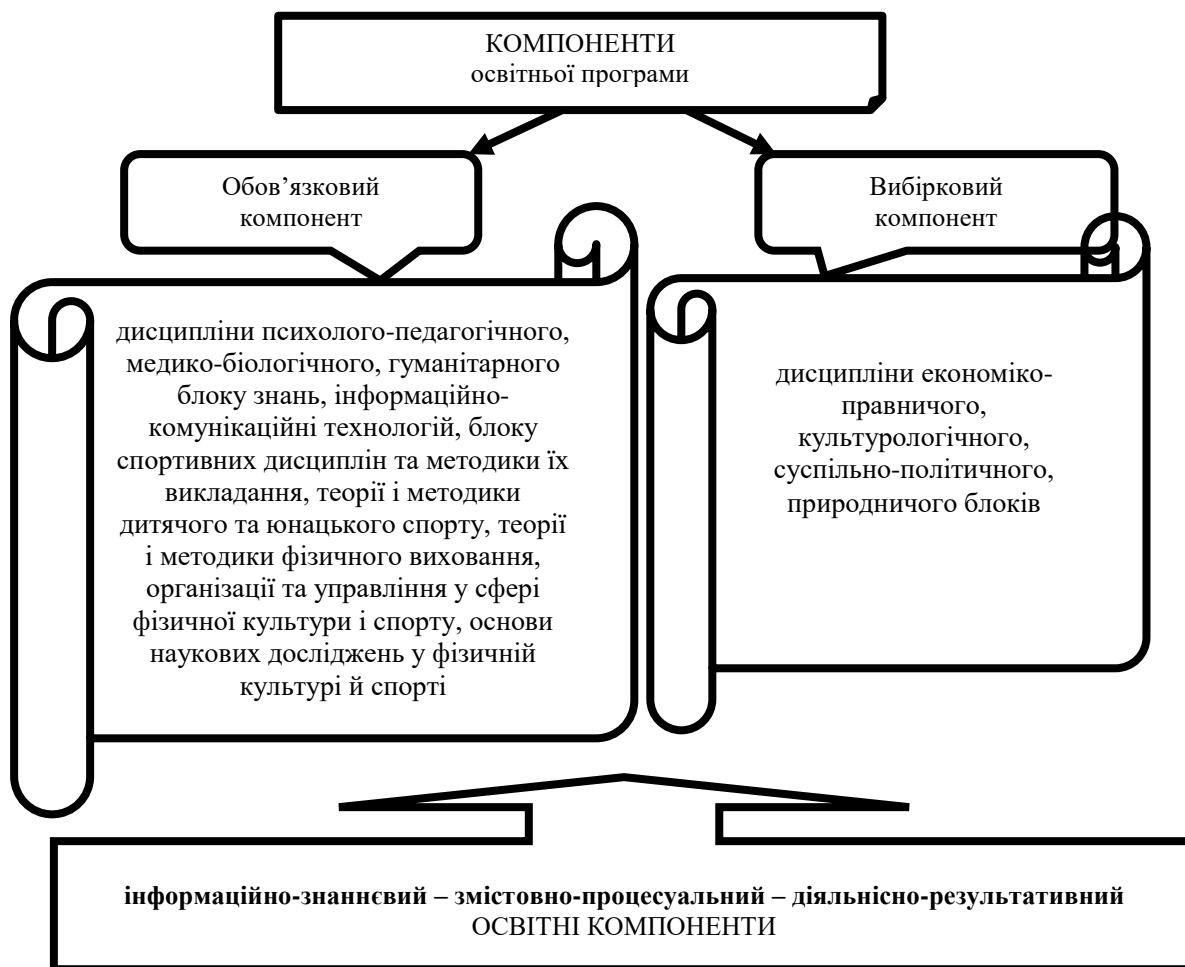 КОМПОНЕНТИ
освітньої програми
Обов’язковий
компонент
Вибірковий
компонент
дисципліни психолого-педагогічного,
медико-біологічного, гуманітарного
блоку знань, інформаційно-
комунікаційні технологій, блоку
спортивних дисциплін та методики їх
викладання, теорії і методики
дитячого та юнацького спорту, теорії
і методики фізичного виховання,
організації та управління у сфері
фізичної культури і спорту, основи
наукових досліджень у фізичній
культурі й спорті
дисципліни економіко-
правничого,
культурологічного,
суспільно-політичного,
природничого блоків
інформаційно-знаннєвий – змістовно-процесуальний – діяльнісно-результативний
ОСВІТНІ КОМПОНЕНТИ